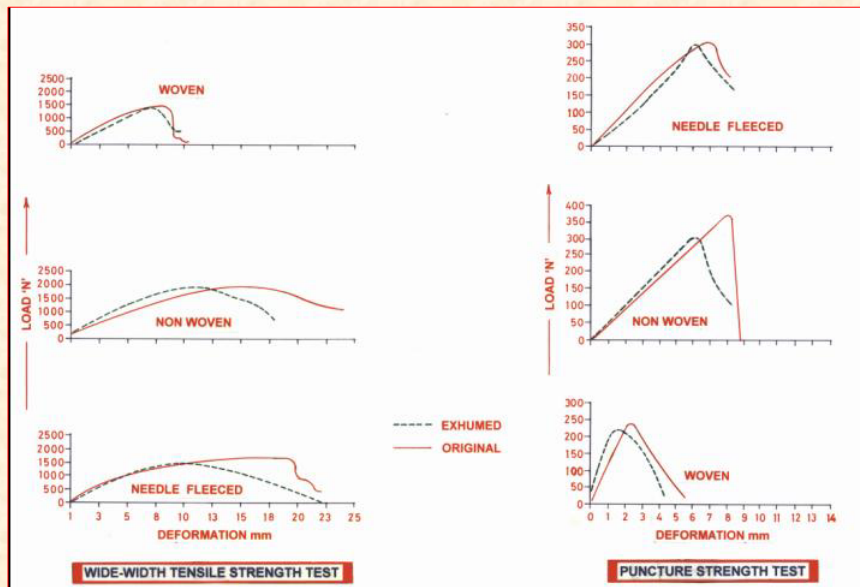 WOVEN
2500
2000
1500
1000
500
0
LOAD 'N'
NON WOVEN
2500
2000
1500
1000
500
0
NEEDLE FLEECED
2500
2000
1500
1000
500
0
1 3 5 8 10 13 15 18 20 23 25
DEFORMATION mm
WIDE-WIDTH TENSILE STRENGTH TEST
EXHUMED
ORIGINAL
350
300
250
200
150
100
50
0
NEEDLE FLEECED
LOAD 'N'
400
350
300
250
200
150
100
50
0
NON WOVEN
300
250
200
150
100
50
0
WOVEN
0 1 2 3 4 5 6 7 8 9 10 11 12 13 14
DEFORMATION mm
PUNCTURE STRENGTH TEST